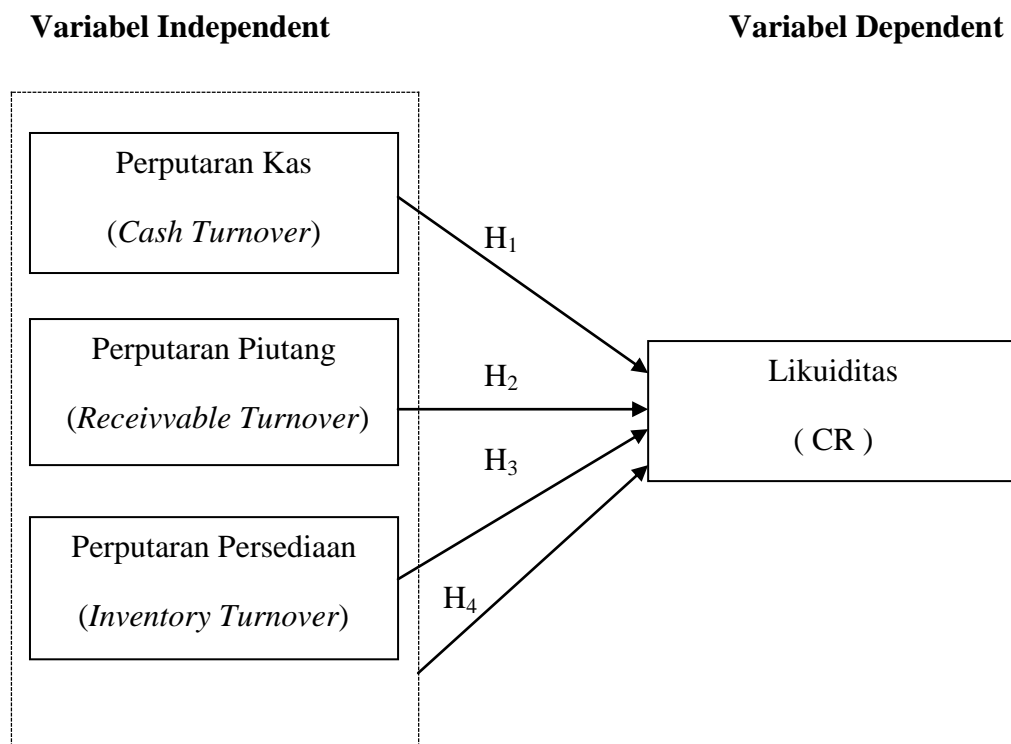 Variabel Independent
Variabel Dependent
Perputaran Kas
(Cash Turnover)
H₁
Perputaran Piutang
(Receivvable Turnover)
H₂
Likuiditas
( CR )
H₃
Perputaran Persediaan
(Inventory Turnover)
H₄